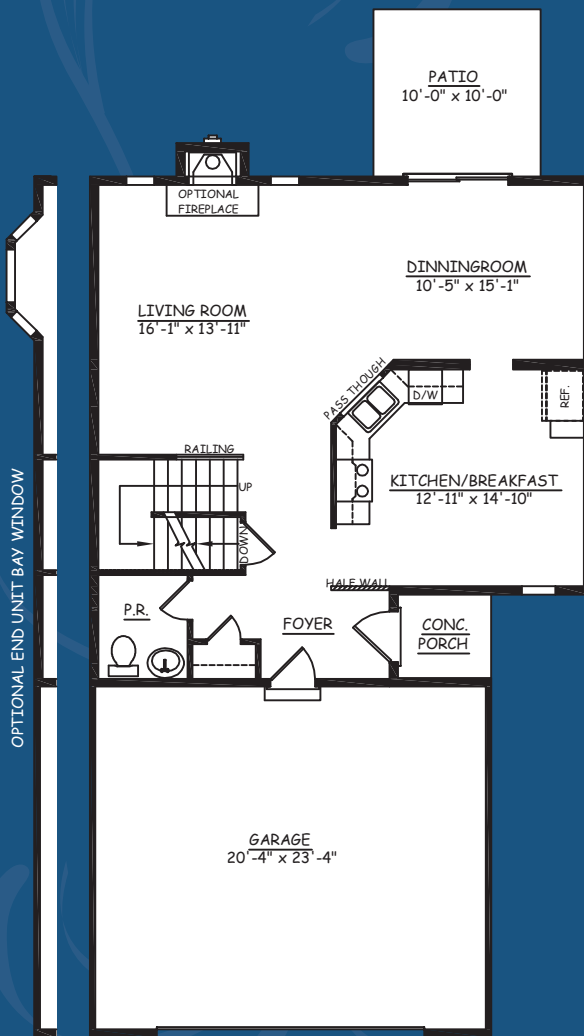 PATIO
10'-0" x 10'-0"
OPTIONAL
FIREPLACE
DINNINGROOM
10'-5" x 15'-1"
LIVING ROOM
16'-1" x 13'-11"
PASS THOUGH
D/W
REF.
RAILING
UP
KITCHEN/BREAKFAST
12'-11" x 14'-10"
DOWN
OPTIONAL END UNIT BAY WINDOW
HALF WALL
P.R.
FOYER
CONC.
PORCH
GARAGE
20'-4" x 23'-4"